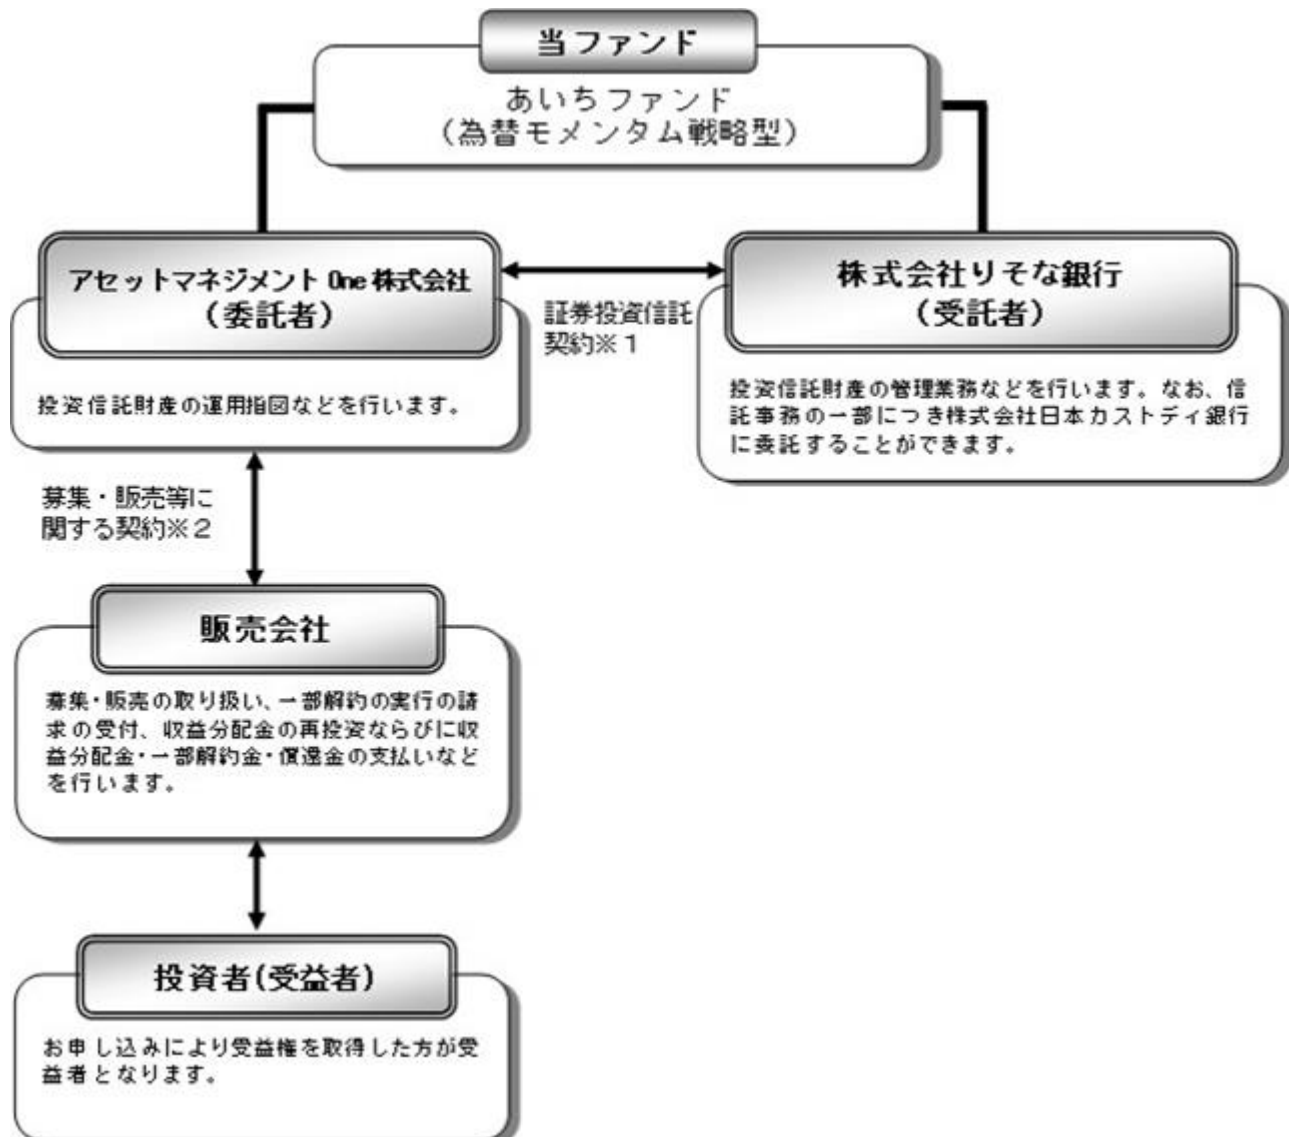 当ファンド
あいちファンド
(為替モメンタム戦略型)
アセットマネジメント One 株式会社
(委託者)
投資信託財産の運用指図などを行います。
証券投資信託
契約※1
株式会社りそな銀行
(受託者)
投資信託財産の管理業務などを行います。なお、信
託事務の一部につき株式会社日本カストディ銀行
に委託することができます。
募集・販売等に
関する契約※2
販売会社
募集・販売の取り扱い、一部解約の実行の請
求の受付、収益分配金の再投資ならびに収
益分配金・一部解約金・償還金の支払いなど
を行います。
投資者(受益者)
お申し込みにより受益権を取得した方が受
益者となります。